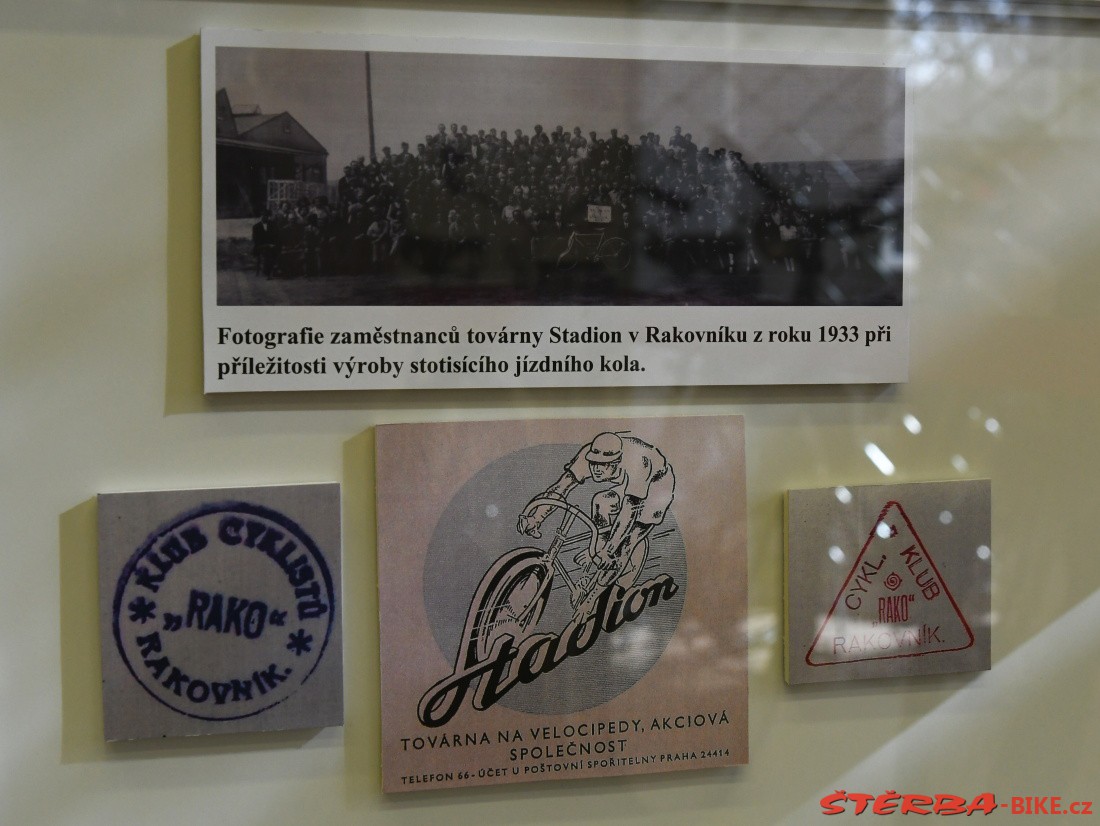 Fotografie zaměstnanců továrny Stadion v Rakovníku z roku 1933 při
příležitosti výroby stotisícího jízdního kola.
KLUB CYKLISTŮ
„RAKO“
* RAKOVNÍK. *
Stadion
TOVÁRNA NA VELOCIPEDY, AKCIOVÁ
SPOLEČNOST
TELEFON 66 - ÚČET U POŠTOVNÍ SPOŘITELNY PRAHA 24414
CYKL. KLUB
„RAKO“
RAKOVNÍK.
ŠTĚRBA-BIKE.cz